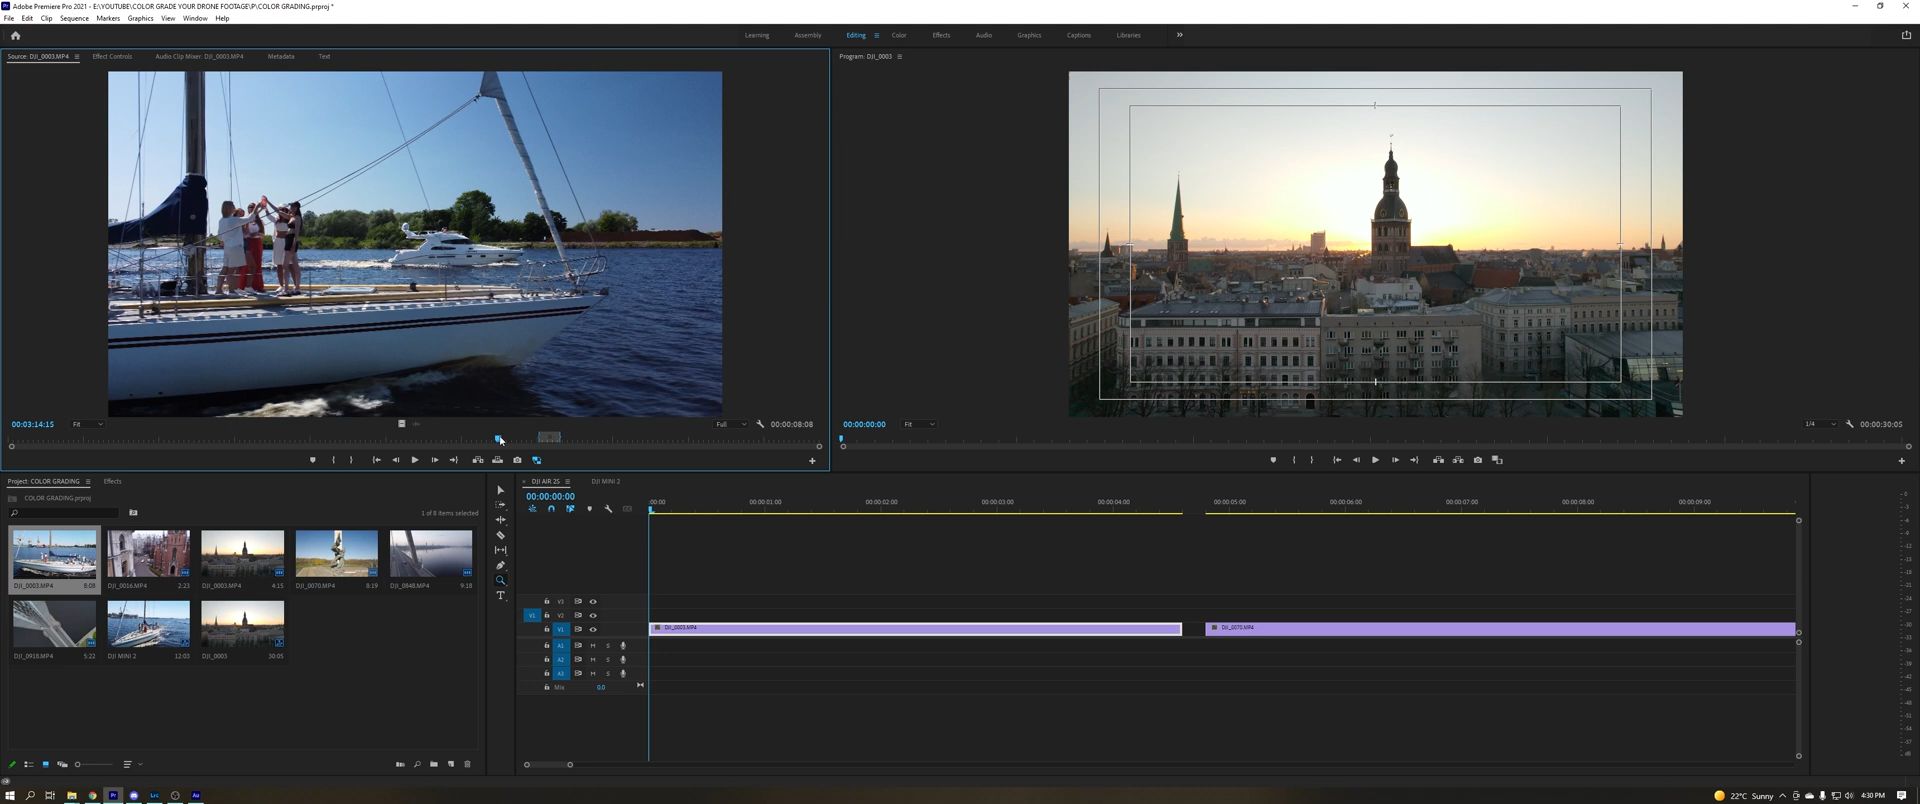 Adobe Premiere Pro 2021 - E:\YOUTUBE\COLOR GRADE YOUR DRONE FOOTAGE\P\COLOR GRADING.prproj *
File Edit Clip Sequence Markers Graphics View Window Help
Learning Assembly Editing Color Effects Audio Graphics Captions Libraries
Source: DJI_0003.MP4 Effect Controls Audio Clip Mixer: DJI_0003.MP4 Metadata Text
Program: DJI_0003
00:03:14:15 Fit Full 00:00:08:08
00:00:00:00 Fit 1/4 00:00:30:05
Project: COLOR GRADING Effects
COLOR GRADING.prproj
1 of 8 items selected
DJI_0003.MP4 8:08 DJI_0016.MP4 2:23 DJI_0003.MP4 4:15 DJI_0070.MP4 8:19 DJI_0848.MP4 9:18
DJI_0918.MP4 5:22 DJI MINI 2 12:03 DJI_0003 30:05
DJI AIR 2S DJI MINI 2
00:00:00:00
:00:00 00:00:01:00 00:00:02:00 00:00:03:00 00:00:04:00 00:00:05:00 00:00:06:00 00:00:07:00 00:00:08:00 00:00:09:00
V3
V1 V2
V1 DJI_0003.MP4 DJI_0070.MP4
A1 M S
A2 M S
A3 M S
Mix 0.0
22°C Sunny 4:30 PM